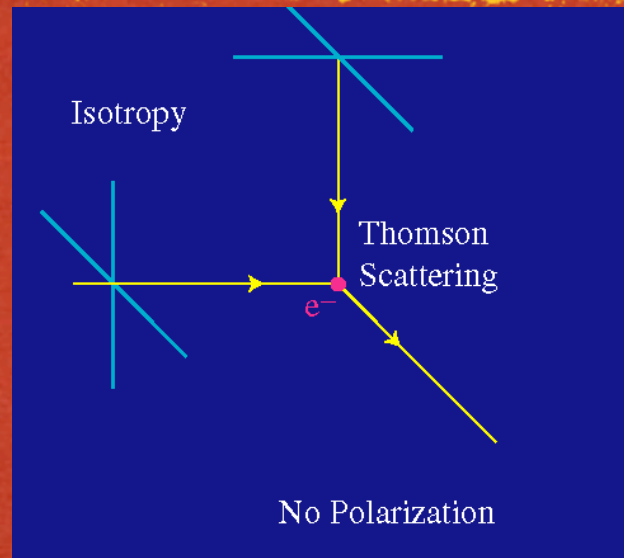 Isotropy
Thomson
Scattering
e−
No Polarization